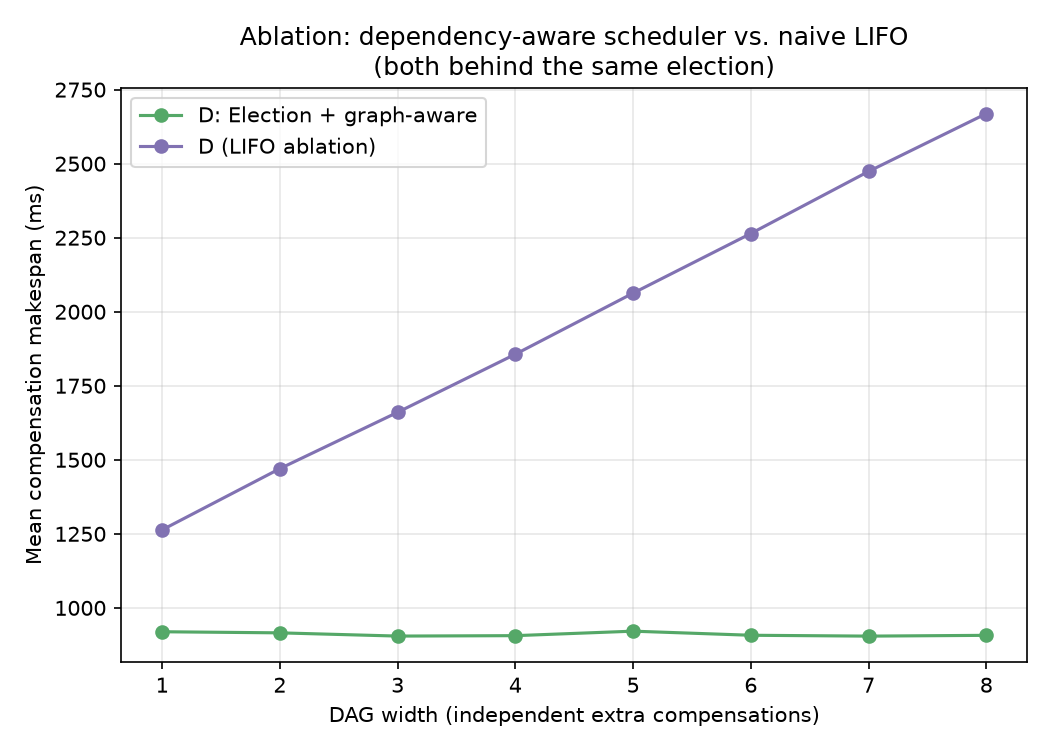 Ablation: dependency-aware scheduler vs. naive LIFO
(both behind the same election)
D: Election + graph-aware
D (LIFO ablation)
Mean compensation makespan (ms)
2750
2500
2250
2000
1750
1500
1250
1000
1 2 3 4 5 6 7 8
DAG width (independent extra compensations)